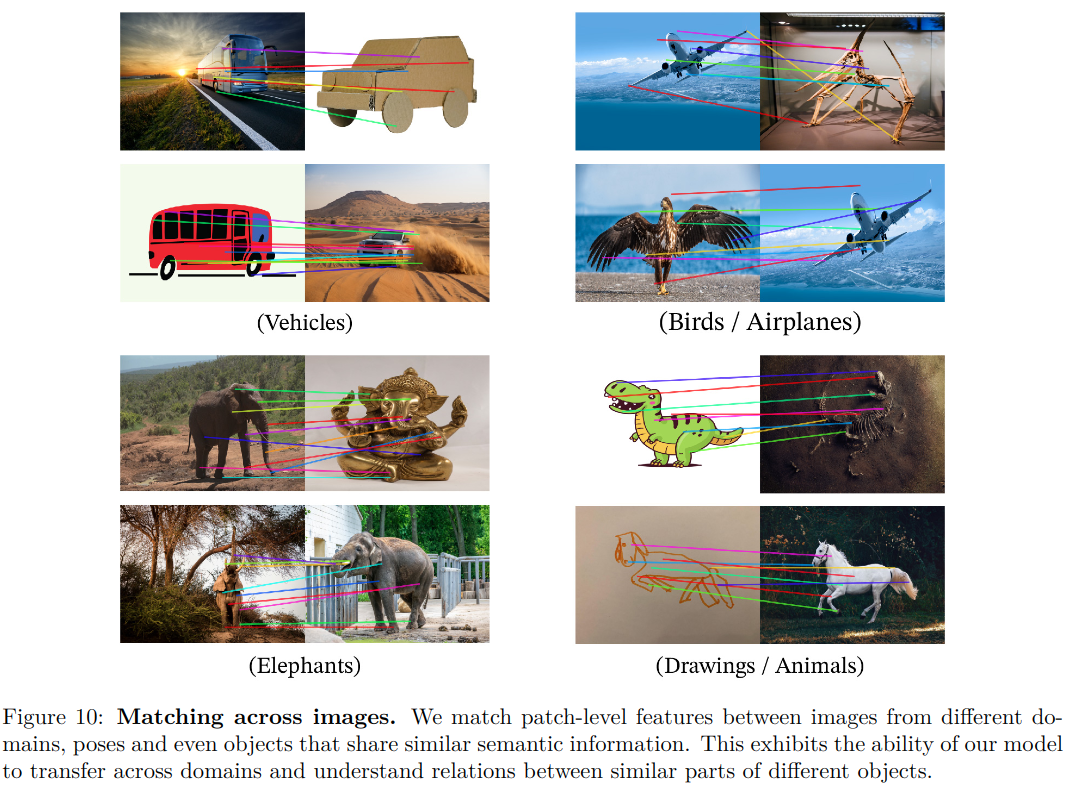 (Vehicles)
(Birds / Airplanes)
(Elephants)
(Drawings / Animals)
Figure 10: Matching across images. We match patch-level features between images from different do-
mains, poses and even objects that share similar semantic information. This exhibits the ability of our model
to transfer across domains and understand relations between similar parts of different objects.